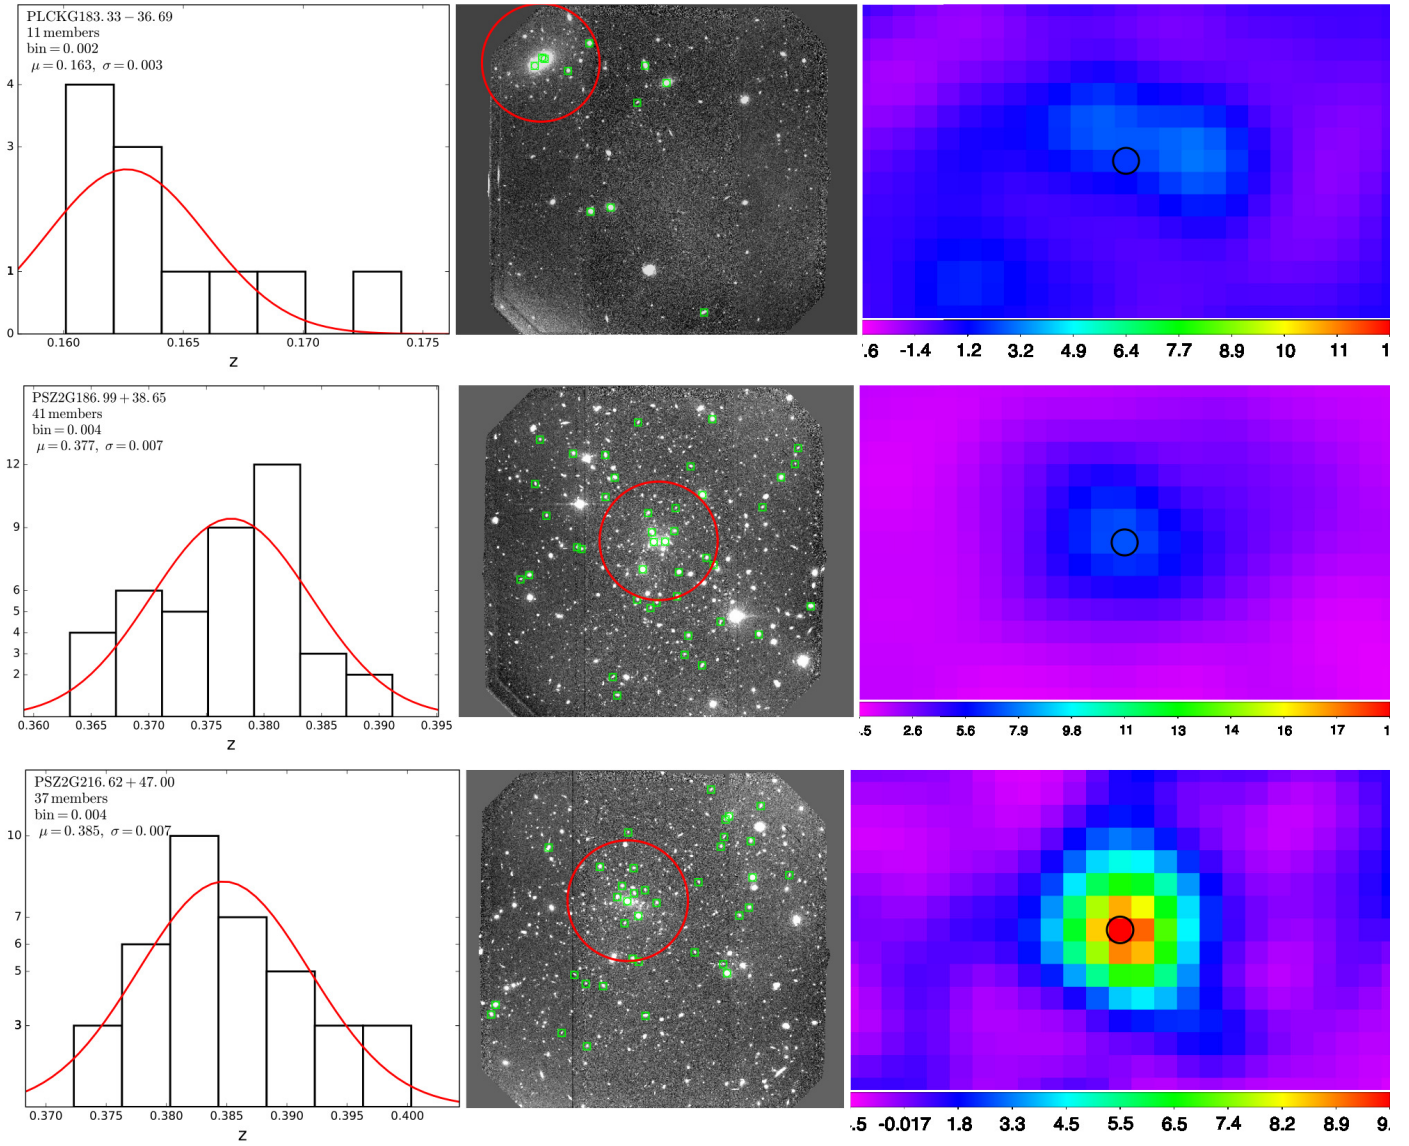 PLCKG183.33 − 36.69
11 members
bin = 0.002
μ = 0.163, σ = 0.003
4
3
1
0
0.160 0.165 0.170 0.175
z
.6 -1.4 1.2 3.2 4.9 6.4 7.7 8.9 10 11 1
PSZ2G186.99 + 38.65
41 members
bin = 0.004
μ = 0.377, σ = 0.007
12
9
6
5
4
3
2
0.360 0.365 0.370 0.375 0.380 0.385 0.390 0.395
z
.5 2.6 5.6 7.9 9.8 11 13 14 16 17 1
PSZ2G216.62 + 47.00
37 members
bin = 0.004
μ = 0.385, σ = 0.007
10
7
6
5
3
0.370 0.375 0.380 0.385 0.390 0.395 0.400
z
.5 -0.017 1.8 3.3 4.5 5.5 6.5 7.4 8.2 8.9 9.